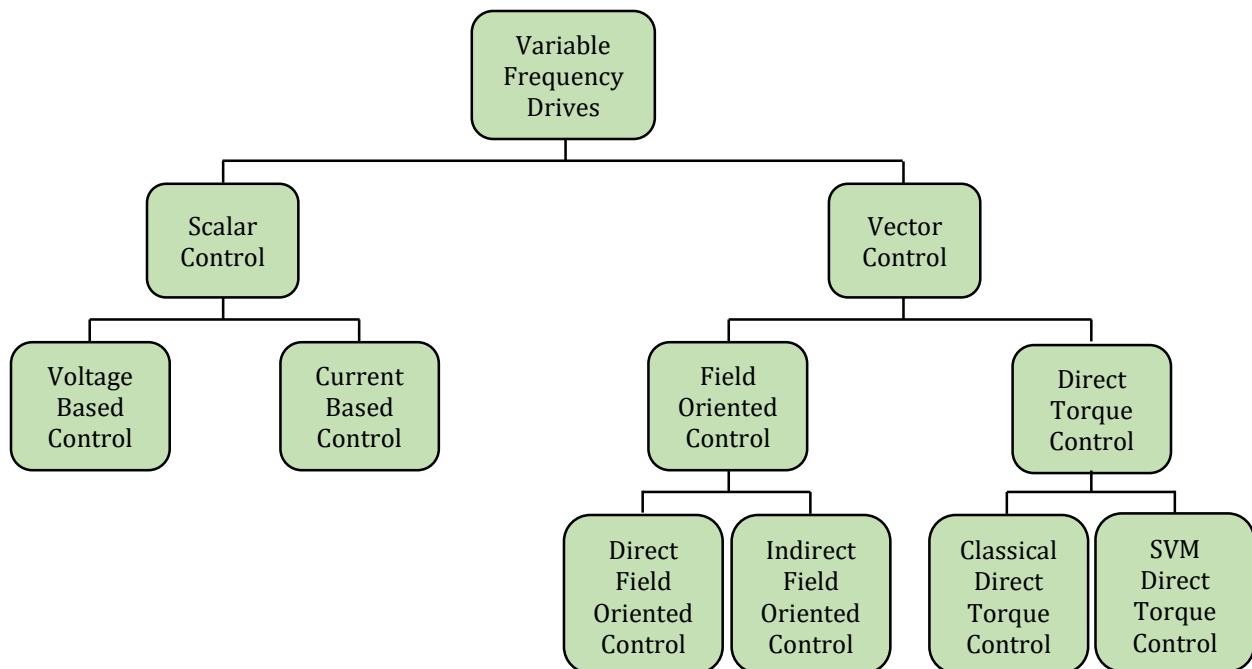 Variable
Frequency
Drives
Scalar
Control
Vector
Control
Voltage
Based
Control
Current
Based
Control
Field
Oriented
Control
Direct
Torque
Control
Direct
Field
Oriented
Control
Indirect
Field
Oriented
Control
Classical
Direct
Torque
Control
SVM
Direct
Torque
Control